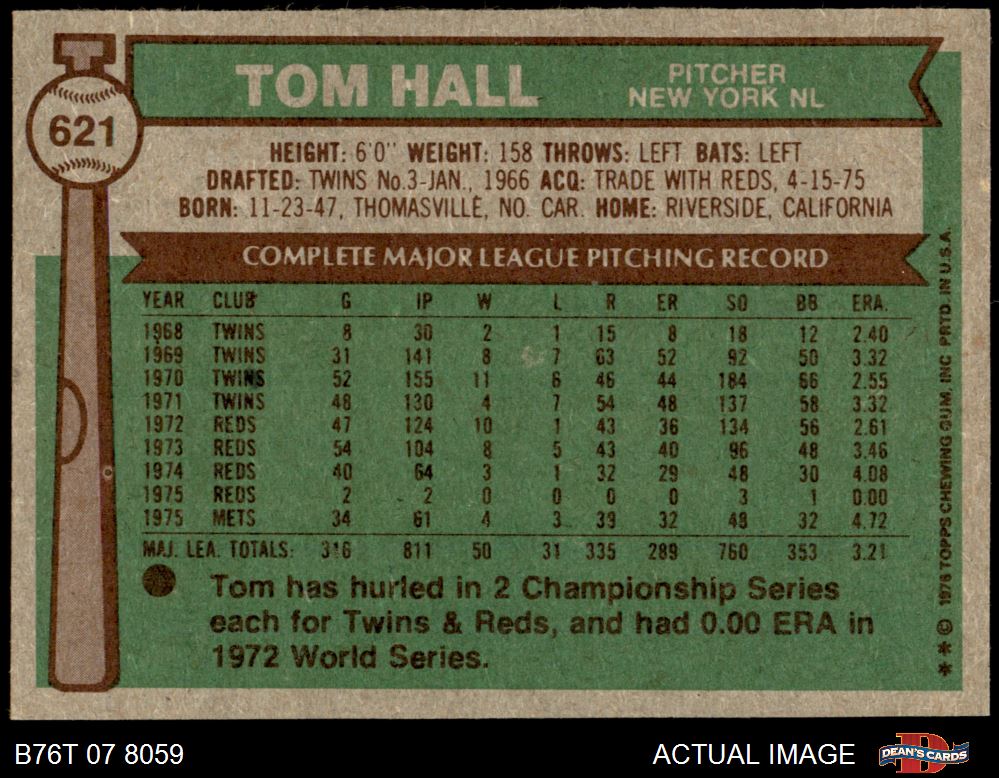 TOM HALL
PITCHER
NEW YORK NL
621
HEIGHT: 6'0" WEIGHT: 158 THROWS: LEFT BATS: LEFT
DRAFTED: TWINS No.3-JAN., 1966 ACQ: TRADE WITH REDS, 4-15-75
BORN: 11-23-47, THOMASVILLE, NO. CAR. HOME: RIVERSIDE, CALIFORNIA
COMPLETE MAJOR LEAGUE PITCHING RECORD
YEAR CLUB G IP W L R ER SO BB ERA.
1968 TWINS 8 30 2 1 15 8 18 12 2.40
1969 TWINS 31 141 8 7 63 52 92 50 3.32
1970 TWINS 52 155 11 6 46 44 184 66 2.55
1971 TWINS 48 130 4 7 54 48 137 58 3.32
1972 REDS 47 124 10 1 43 36 134 56 2.61
1973 REDS 54 104 8 5 43 40 96 48 3.46
1974 REDS 40 64 3 1 32 29 48 30 4.08
1975 REDS 2 2 0 0 0 0 3 1 0.00
1975 METS 34 61 4 3 39 32 48 32 4.72
MAJ. LEA. TOTALS: 316 811 50 31 335 289 760 353 3.21
Tom has hurled in 2 Championship Series
each for Twins & Reds, and had 0.00 ERA in
1972 World Series.
* * © 1976 TOPPS CHEWING GUM, INC. PRTD. IN U.S.A.
B76T 07 8059
ACTUAL IMAGE
DEAN'S CARDS